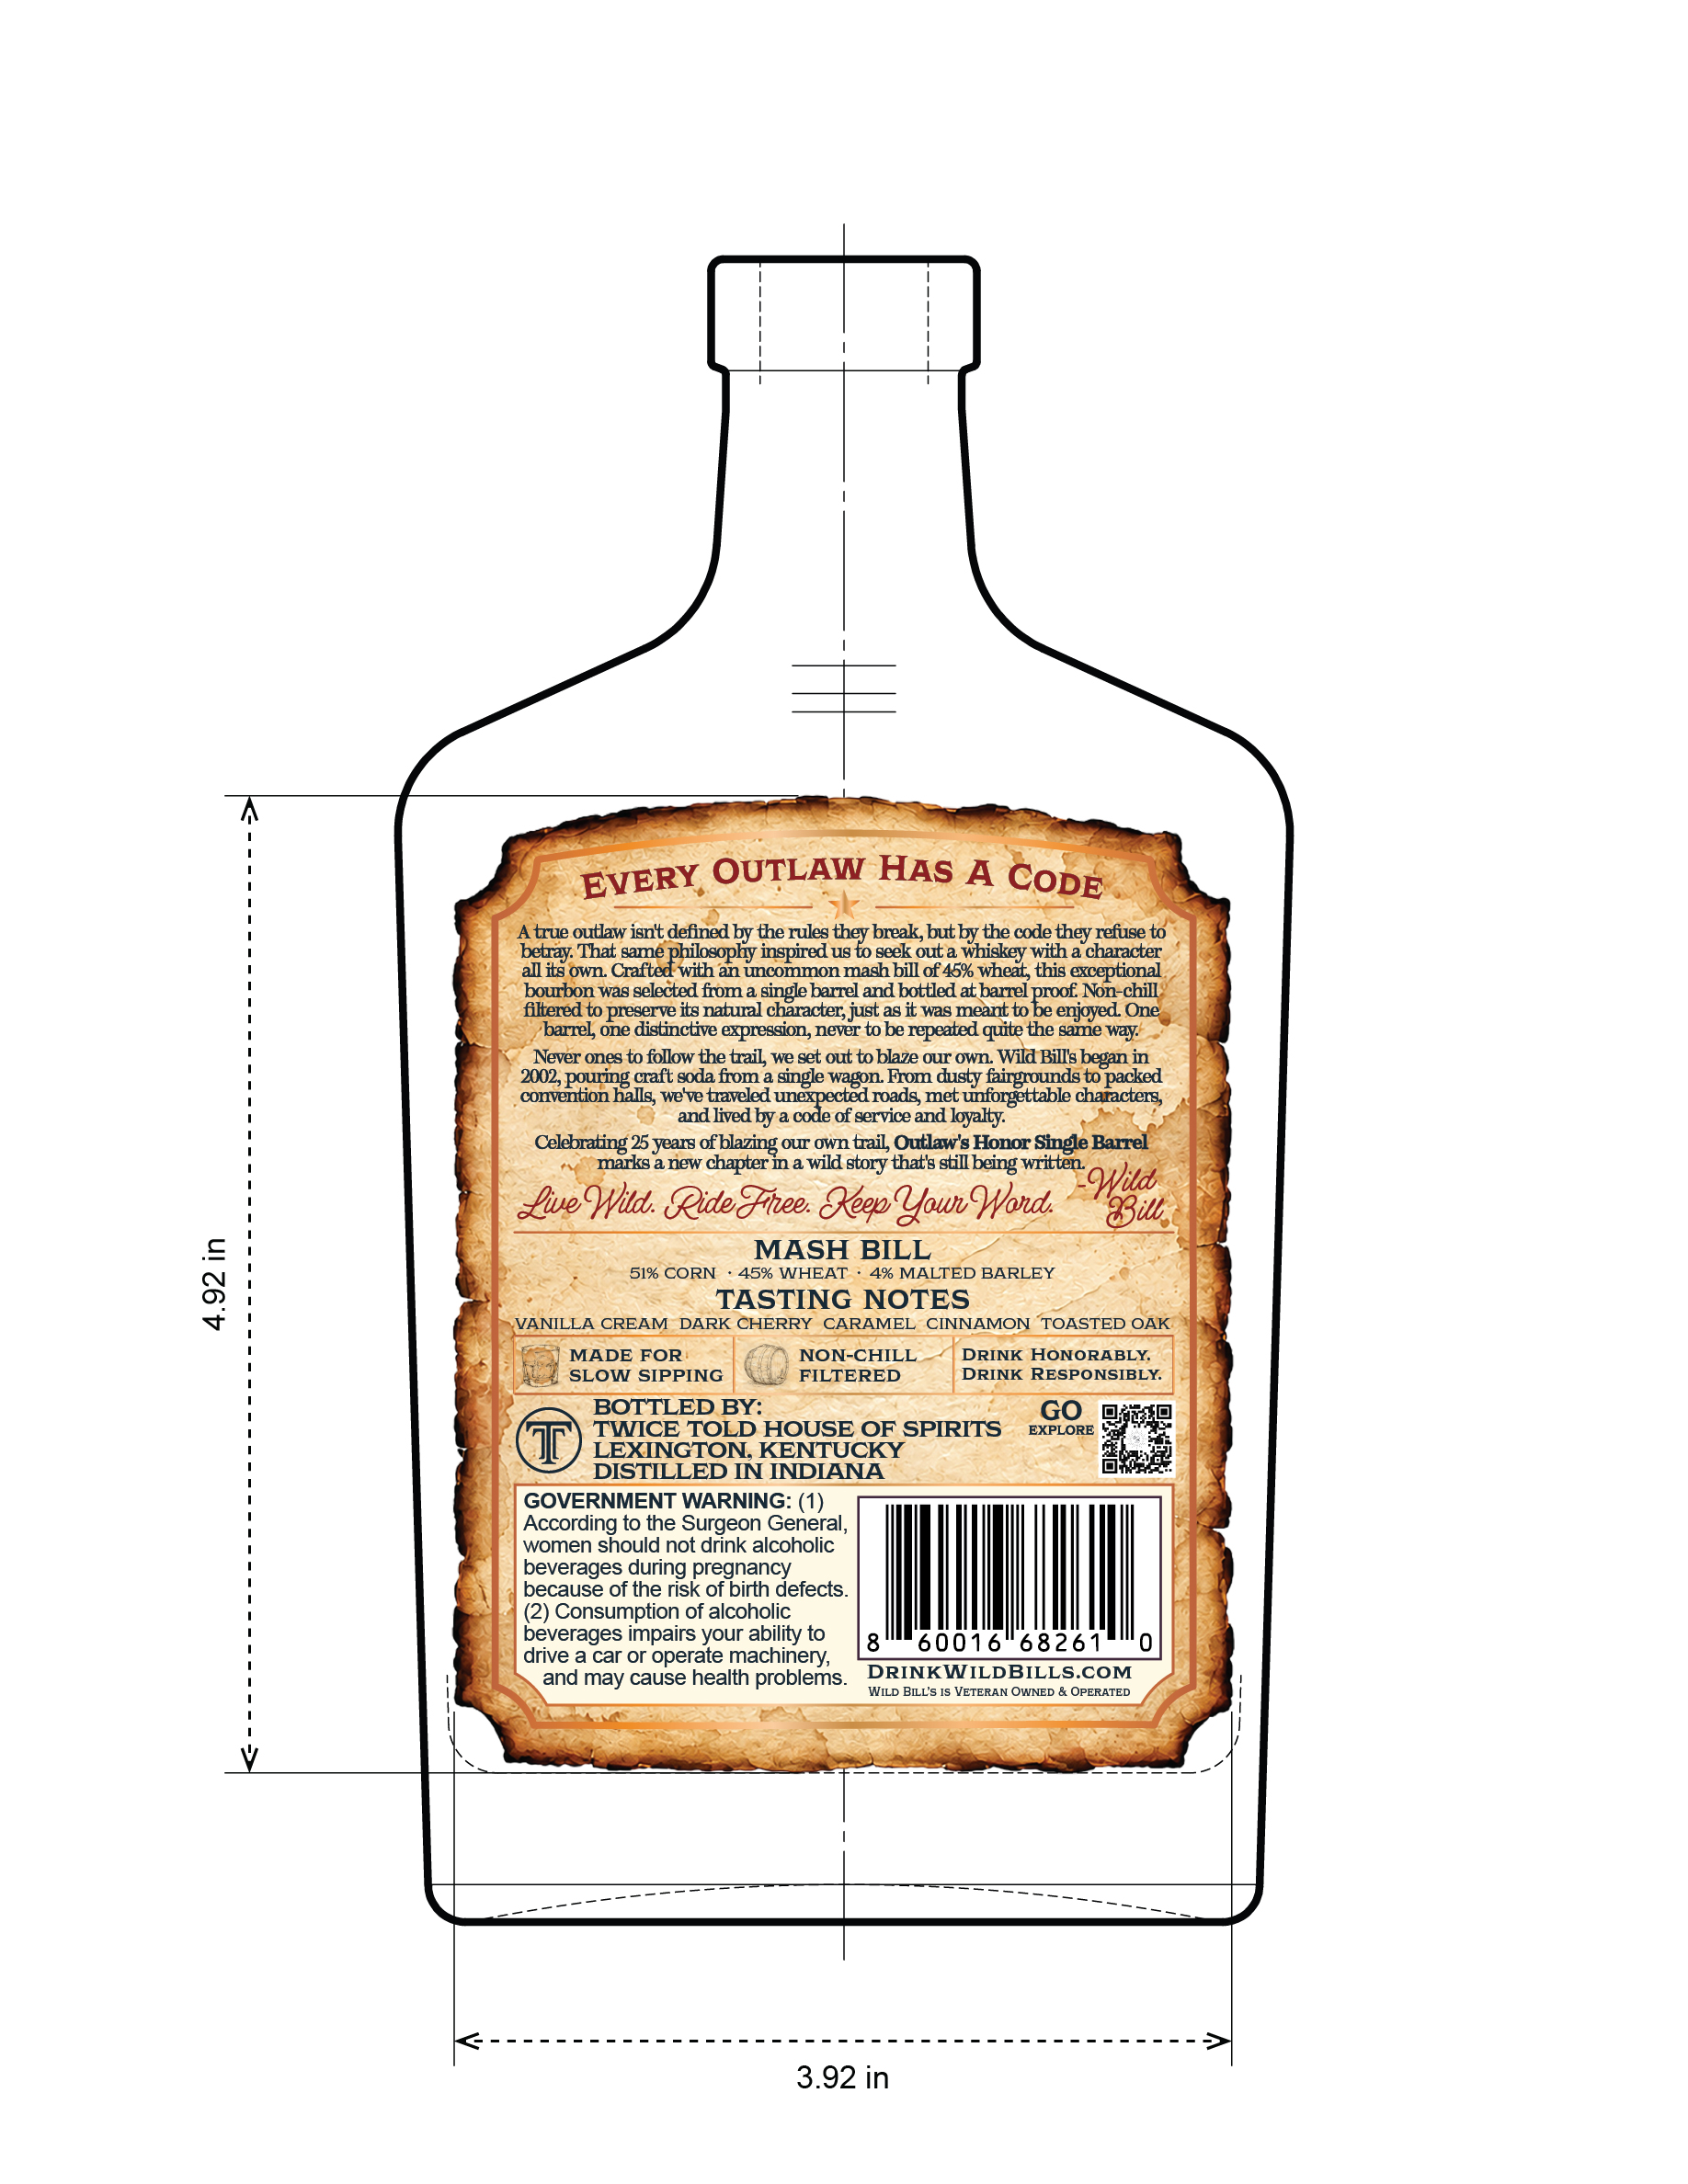 EVERY OUTLAW HAS A CODE
A true outlaw isn't defined by the rules they break, but by the code they refuse to
betray. That same philosophy inspired us to seek out a whiskey with a character
all its own. Crafted with an uncommon mash bill of 45% wheat, this exceptional
bourbon was selected from a single barrel and bottled at barrel proof. Non-chill
filtered to preserve its natural character, just as it was meant to be enjoyed. One
barrel, one distinctive expression, never to be repeated quite the same way.
Never ones to follow the trail, we set out to blaze our own. Wild Bill's began in
2002, pouring craft soda from a single wagon. From dusty fairgrounds to packed
convention halls, we've traveled unexpected roads, met unforgettable characters,
and lived by a code of service and loyalty.
Celebrating 25 years of blazing our own trail, Outlaw's Honor Single Barrel
marks a new chapter in a wild story that's still being written.
Live Wild. Ride Free. Keep Your Word.
-Wild
Bill
MASH BILL
51% CORN · 45% WHEAT · 4% MALTED BARLEY
TASTING NOTES
VANILLA CREAM DARK CHERRY CARAMEL CINNAMON TOASTED OAK
MADE FOR
SLOW SIPPING
NON-CHILL
FILTERED
DRINK HONORABLY.
DRINK RESPONSIBLY.
T
BOTTLED BY:
TWICE TOLD HOUSE OF SPIRITS
LEXINGTON, KENTUCKY
DISTILLED IN INDIANA
GO
EXPLORE
GOVERNMENT WARNING: (1)
According to the Surgeon General,
women should not drink alcoholic
beverages during pregnancy
because of the risk of birth defects.
(2) Consumption of alcoholic
beverages impairs your ability to
drive a car or operate machinery,
and may cause health problems.
8 60016 68261 0
DRINKWILDBILLS.COM
WILD BILL'S IS VETERAN OWNED & OPERATED
4.92 in
3.92 in